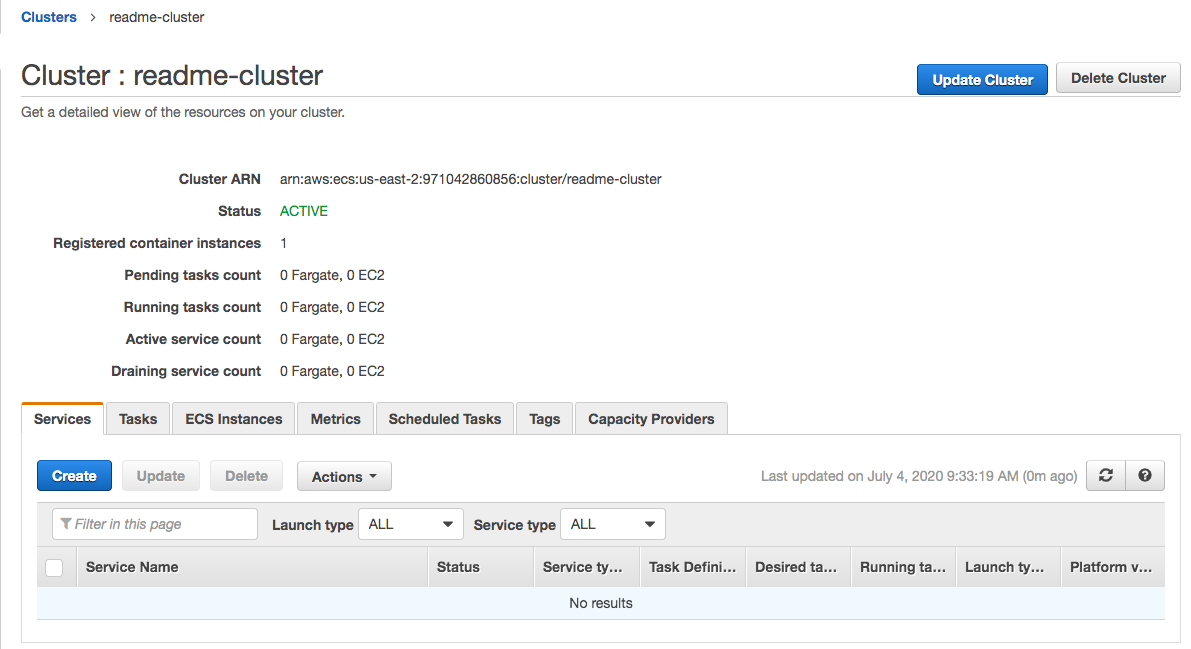 Clusters > readme-cluster
Cluster : readme-cluster
Update Cluster Delete Cluster
Get a detailed view of the resources on your cluster.
Cluster ARN arn:aws:ecs:us-east-2:971042860856:cluster/readme-cluster
Status ACTIVE
Registered container instances 1
Pending tasks count 0 Fargate, 0 EC2
Running tasks count 0 Fargate, 0 EC2
Active service count 0 Fargate, 0 EC2
Draining service count 0 Fargate, 0 EC2
Services Tasks ECS Instances Metrics Scheduled Tasks Tags Capacity Providers
Create Update Delete Actions Last updated on July 4, 2020 9:33:19 AM (0m ago)
Filter in this page Launch type ALL Service type ALL
Service Name Status Service ty... Task Defini... Desired ta... Running ta... Launch ty... Platform v...
No results